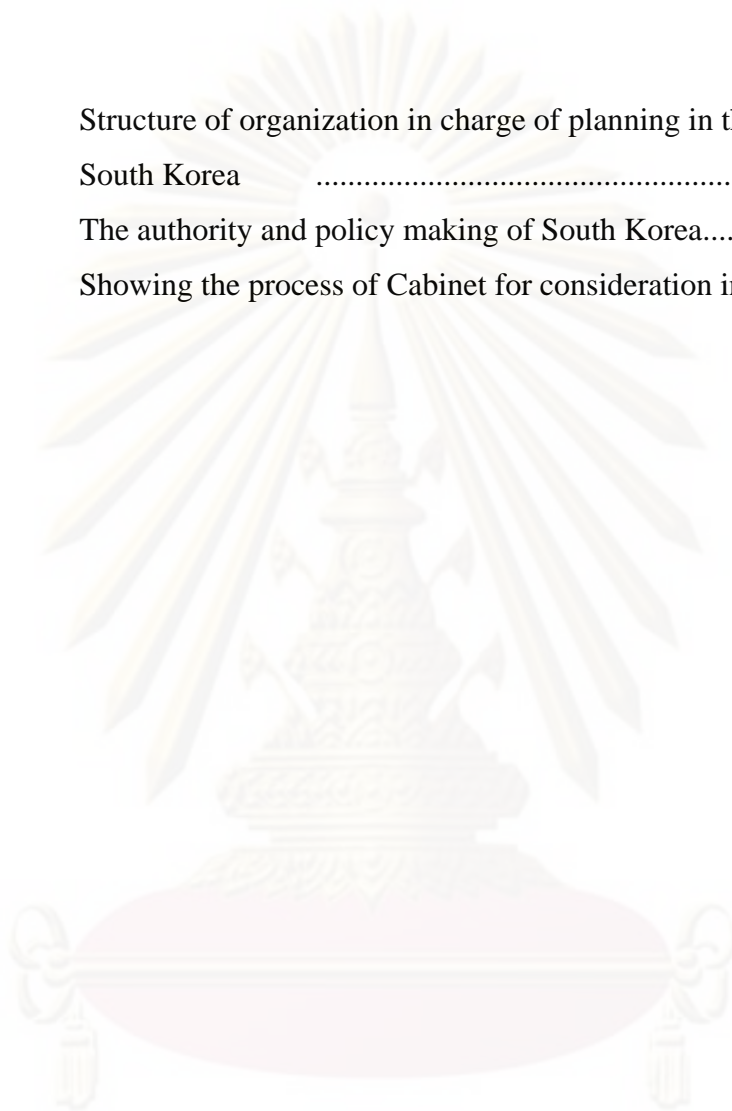 Structure of organization in charge of planning in
South Korea ....................................................
The authority and policy making of South Korea....
Showing the process of Cabinet for consideration